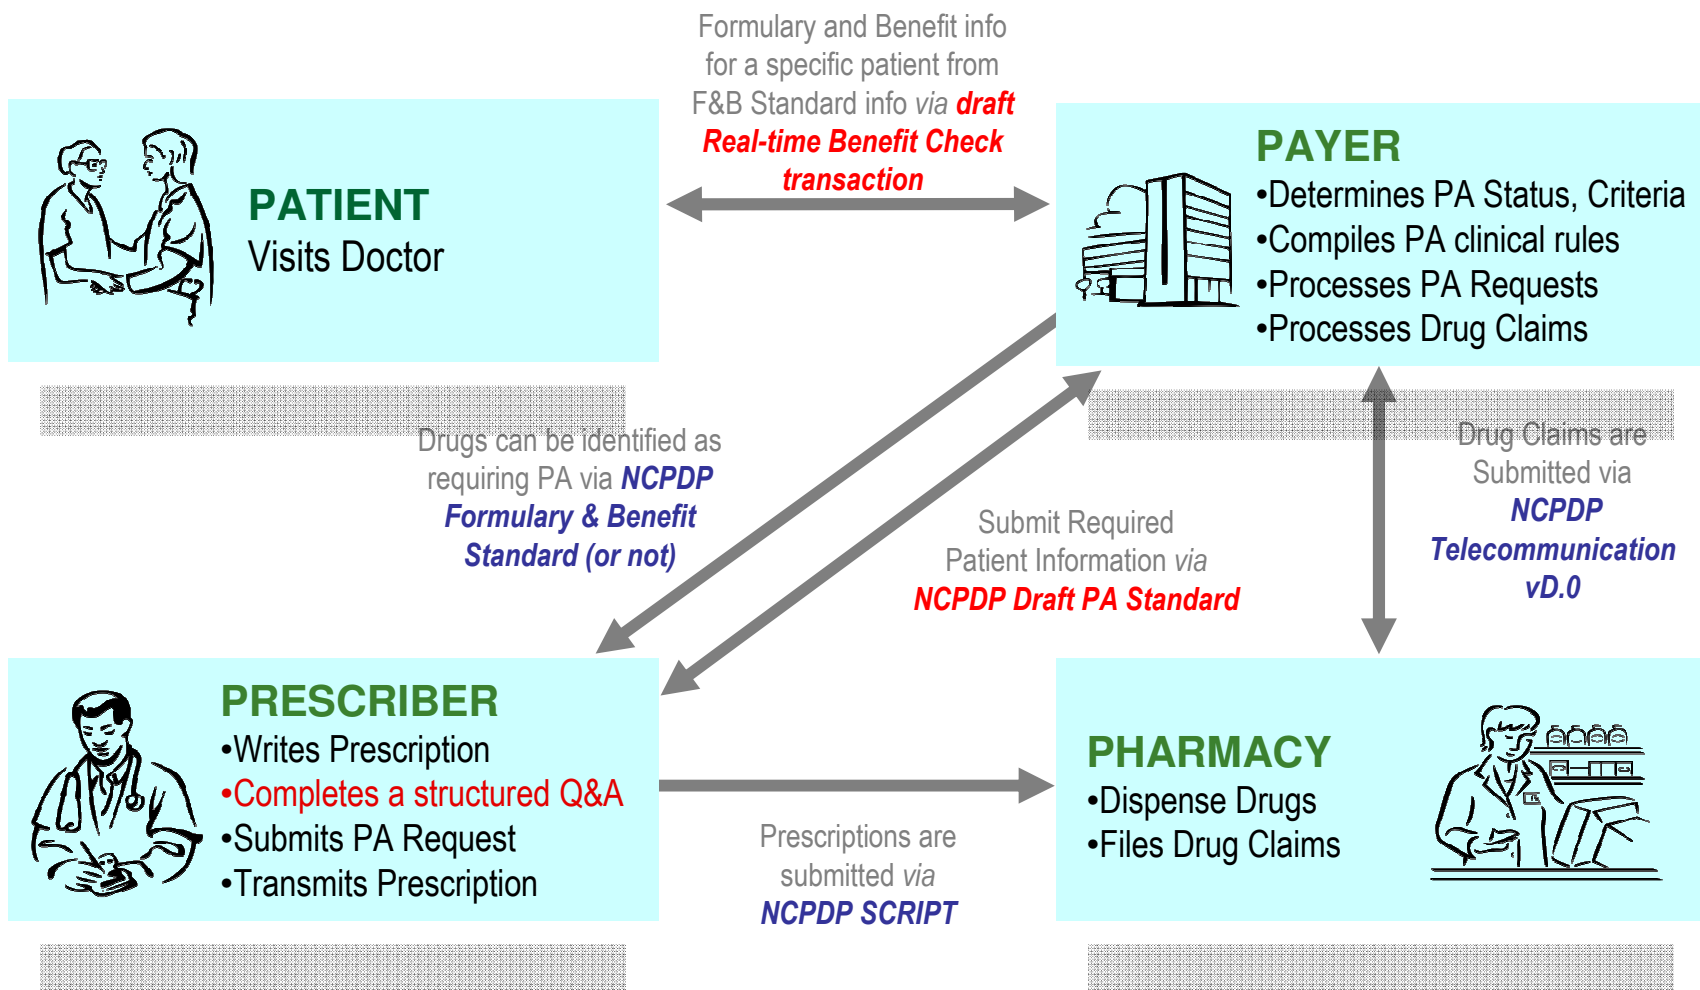 Formulary and Benefit info
for a specific patient from
F&B Standard info via draft
Real-time Benefit Check
transaction
PATIENT
Visits Doctor
PAYER
•Determines PA Status, Criteria
•Compiles PA clinical rules
•Processes PA Requests
•Processes Drug Claims
Drugs can be identified as
requiring PA via NCPDP
Formulary & Benefit
Standard (or not)
Submit Required
Patient Information via
NCPDP Draft PA Standard
Drug Claims are
Submitted via
NCPDP
Telecommunication
vD.0
PRESCRIBER
•Writes Prescription
•Completes a structured Q&A
•Submits PA Request
•Transmits Prescription
Prescriptions are
submitted via
NCPDP SCRIPT
PHARMACY
•Dispense Drugs
•Files Drug Claims